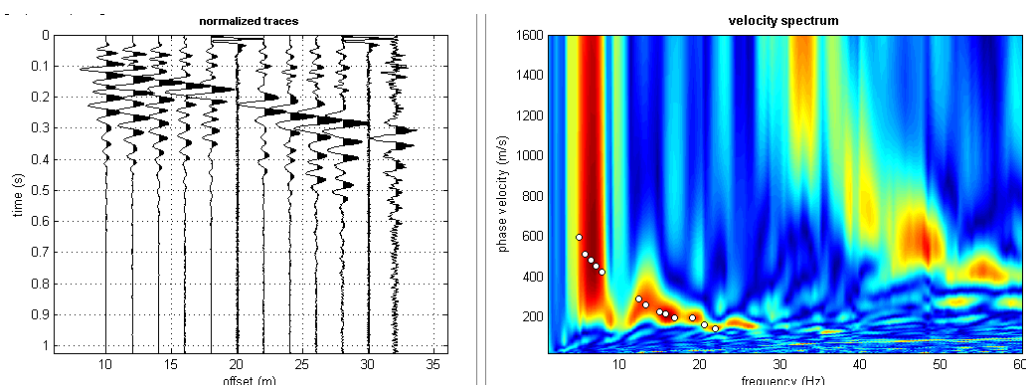 normalized traces
0
0.1
0.2
0.3
0.4
0.5
0.6
0.7
0.8
0.9
1
time (s)
10 15 20 25 30 35
offset (m)
velocity spectrum
1600
1400
1200
1000
800
600
400
200
phase velocity (m/s)
10 20 30 40 50 60
frequency (Hz)